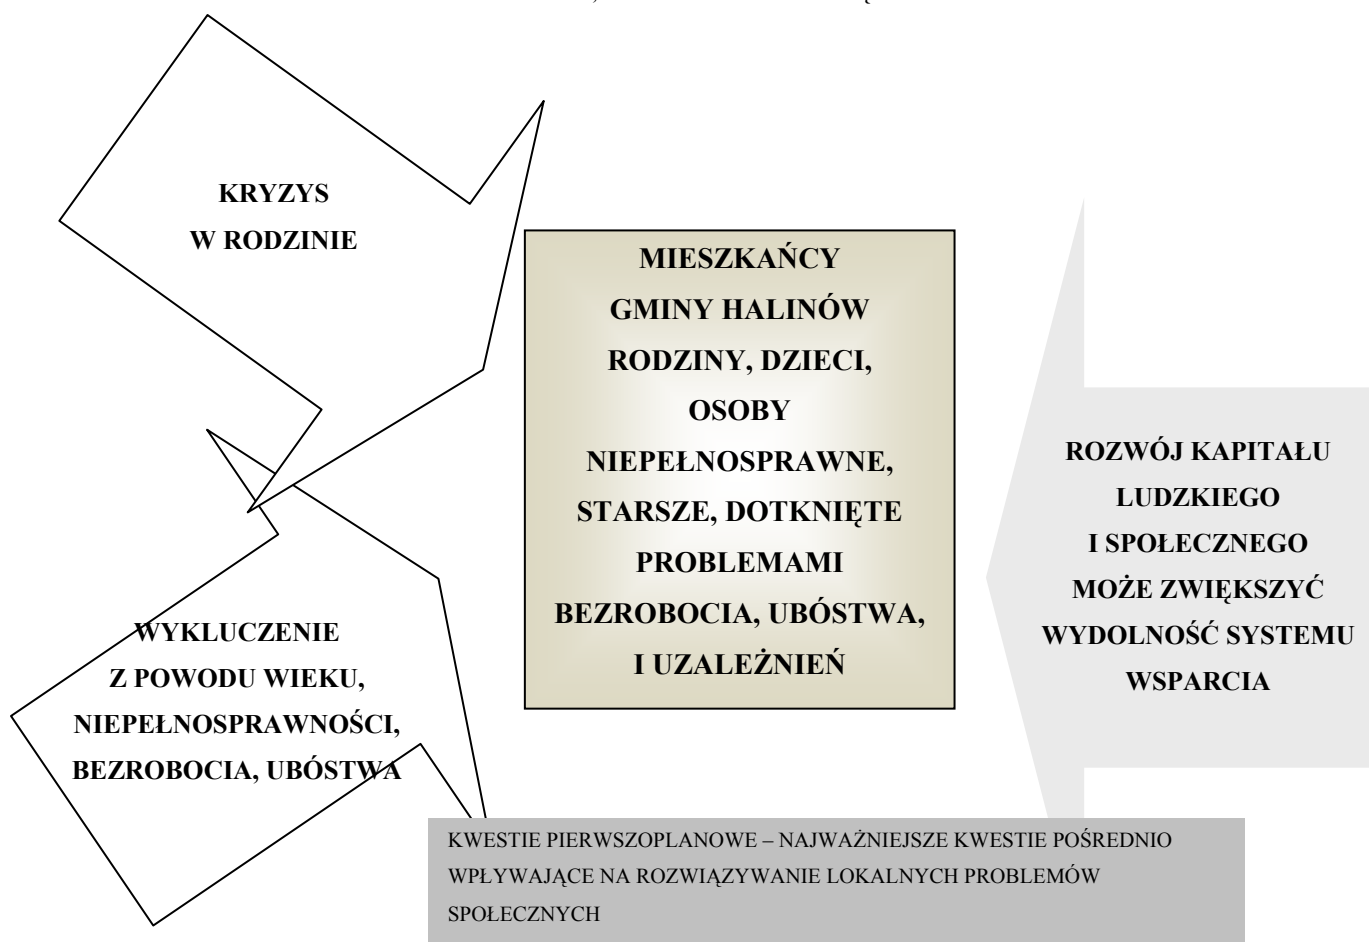 KRYZYS
W RODZINIE
MIESZKAŃCY
GMINY HALINÓW
RODZINY, DZIECI,
OSOBY
NIEPEŁNOSPRAWNE,
STARSZE, DOTKNIĘTE
PROBLEMAMI
BEZROBOCIA, UBÓSTWA,
I UZALEŻNIEŃ
ROZWÓJ KAPITAŁU
LUDZKIEGO
I SPOŁECZNEGO
MOŻE ZWIĘKSZYĆ
WYDOLNOŚĆ SYSTEMU
WSPARCIA
WYKLUCZENIE
Z POWODU WIEKU,
NIEPEŁNOSPRAWNOŚCI,
BEZROBOCIA, UBÓSTWA
KWESTIE PIERWSZOPLANOWE – NAJWAŻNIEJSZE KWESTIE POŚREDNIO
WPŁYWAJĄCE NA ROZWIĄZYWANIE LOKALNYCH PROBLEMÓW
SPOŁECZNYCH